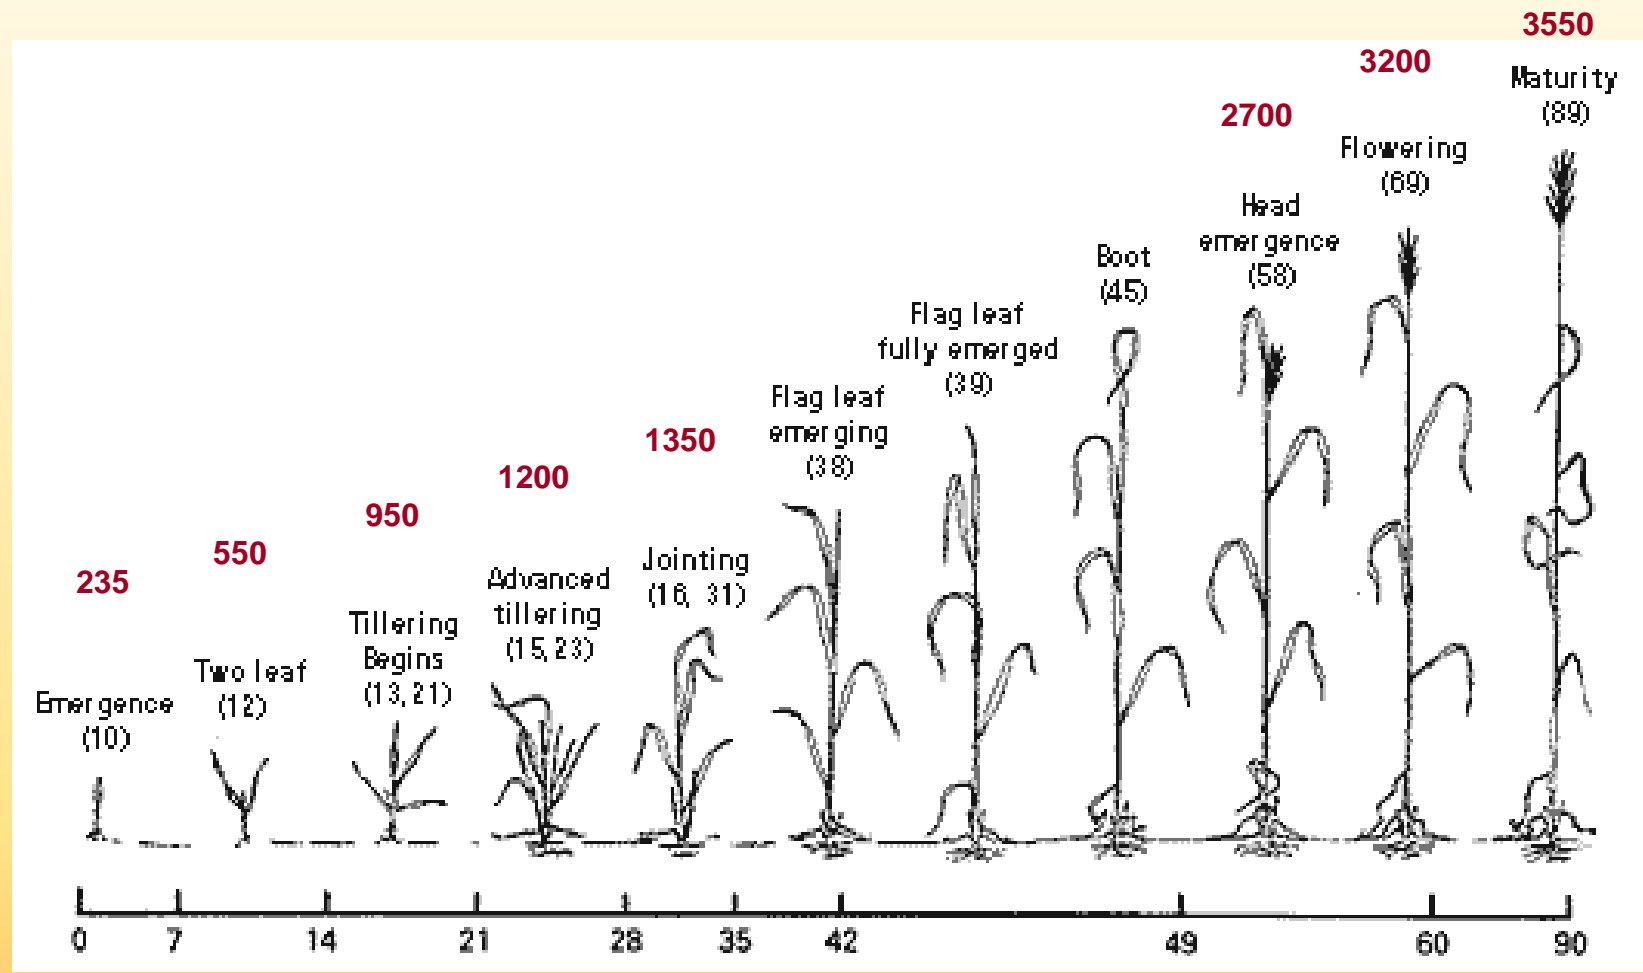 3550
3200
Maturity
(89)
2700
Flowering
(69)
Head
emergence
(58)
Boot
(45)
Flag leaf
fully emerged
(39)
Flag leaf
emerging
(38)
1350
1200
950
550
235
Jointing
(16, 31)
Advanced
tillering
(15,23)
Tillering
Begins
(13,21)
Two leaf
(12)
Emergence
(10)
0 7 14 21 28 35 42 49 60 90